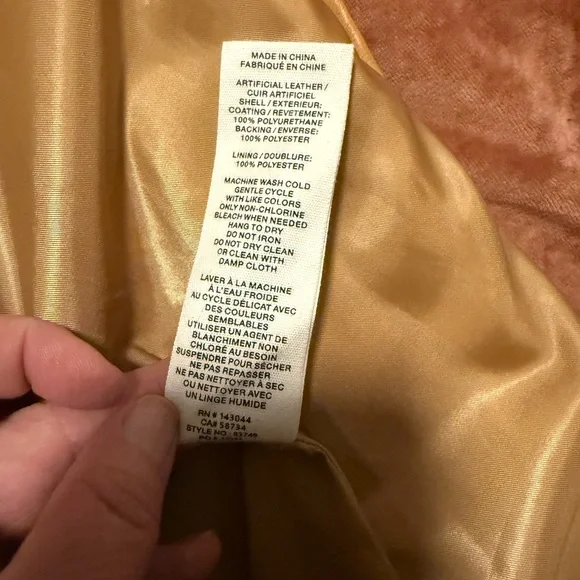 MADE IN CHINA
FABRIQUÉ EN CHINE
ARTIFICIAL LEATHER /
CUIR ARTIFICIEL
SHELL / EXTERIEUR:
COATING / REVETEMENT:
100% POLYURETHANE
BACKING / ENVERSE:
100% POLYESTER
LINING / DOUBLURE:
100% POLYESTER
MACHINE WASH COLD
GENTLE CYCLE
WITH LIKE COLORS
ONLY NON-CHLORINE
BLEACH WHEN NEEDED
HANG TO DRY
DO NOT IRON
DO NOT DRY CLEAN
OR CLEAN WITH
DAMP CLOTH
LAVER À LA MACHINE
À L'EAU FROIDE
AU CYCLE DÉLICAT AVEC
DES COULEURS
SEMBLABLES
UTILISER UN AGENT DE
BLANCHIMENT NON
CHLORÉ AU BESOIN
SUSPENDRE POUR SÉCHER
NE PAS REPASSER
NE PAS NETTOYER À SEC
OU NETTOYER AVEC
UN LINGE HUMIDE
RN # 143044
CA# 58734
STYLE NO.